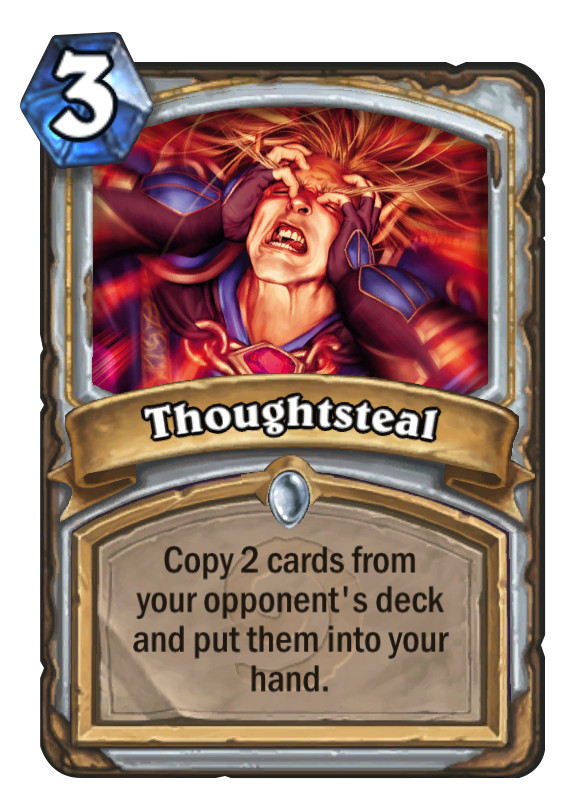 3
Thoughtsteal
Copy 2 cards from
your opponent's deck
and put them into your
hand.